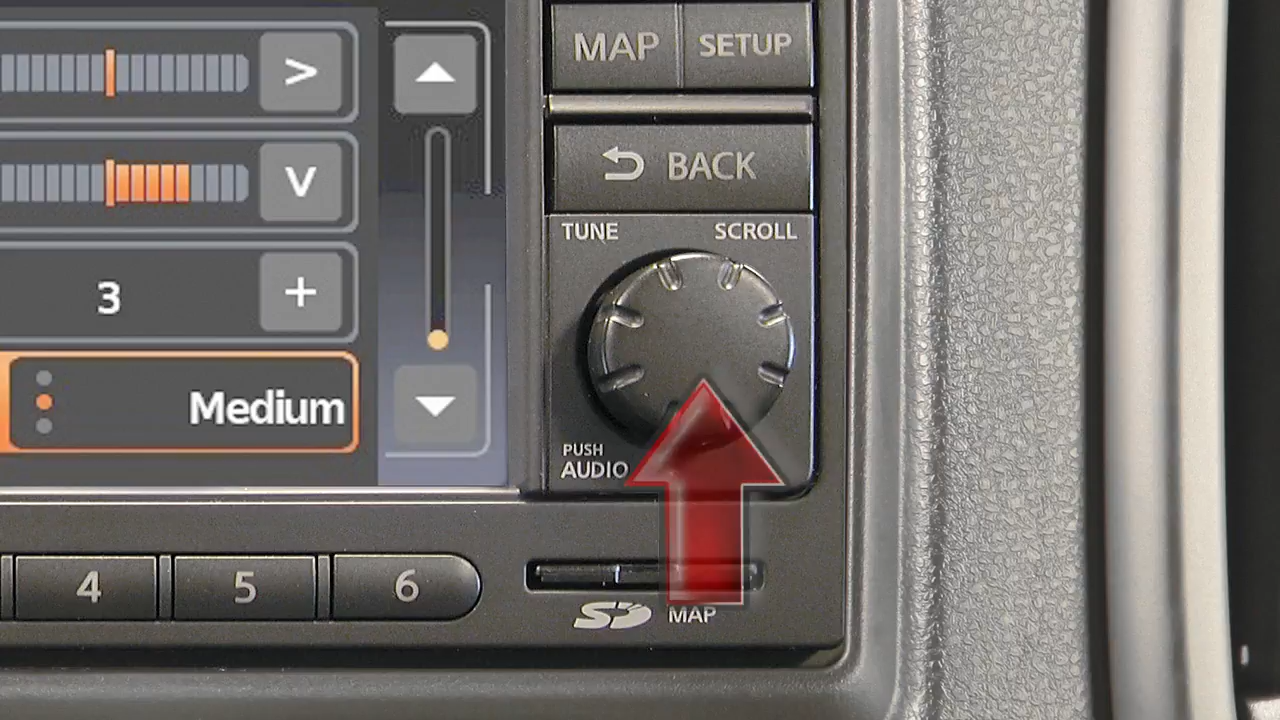 MAP SETUP
>
BACK
V
TUNE SCROLL
3 +
Medium
PUSH
AUDIO
4 5 6
SD MAP